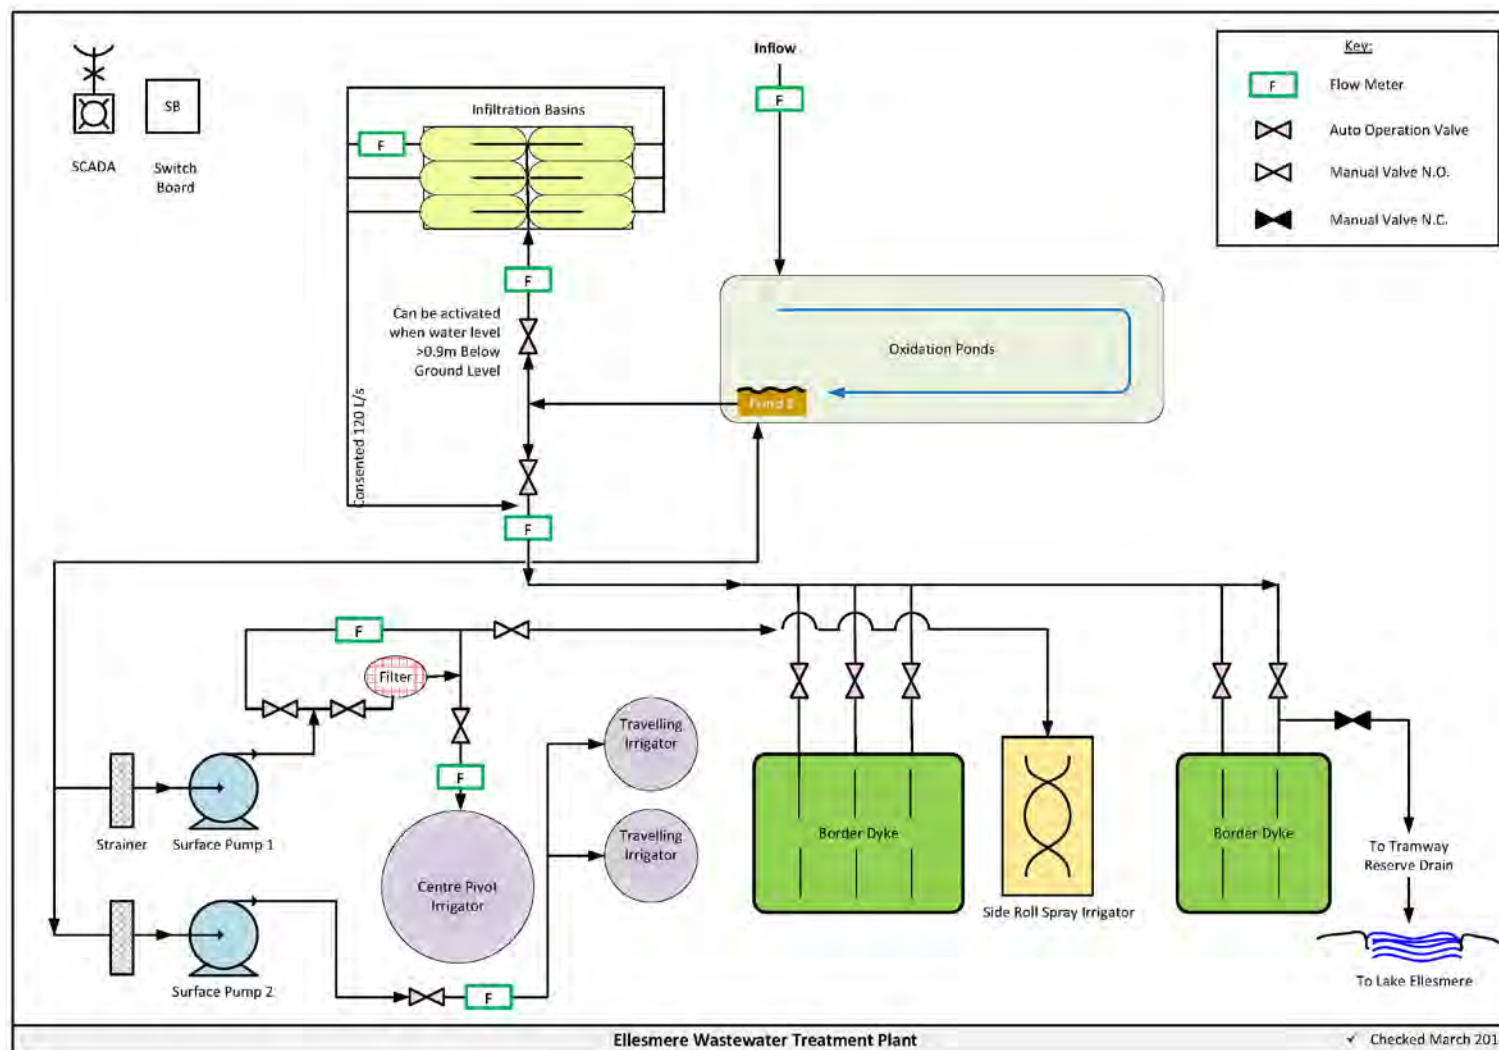 SCADA
SB
Switch
Board
Infiltration Basins
F
F
Can be activated
when water level
>0.9m Below
Ground Level
Consented 120 L/s
F
Inflow
F
Oxidation Ponds
Key:
F
Flow Meter
Auto Operation Valve
Manual Valve N.O.
Manual Valve N.C.
F
Filter
F
Strainer
Surface Pump 1
Surface Pump 2
Centre Pivot
Irrigator
F
Travelling
Irrigator
Travelling
Irrigator
Border Dyke
Side Roll Spray Irrigator
Border Dyke
To Tramway
Reserve Drain
To Lake Ellesmere
Ellesmere Wastewater Treatment Plant
✓ Checked March 201